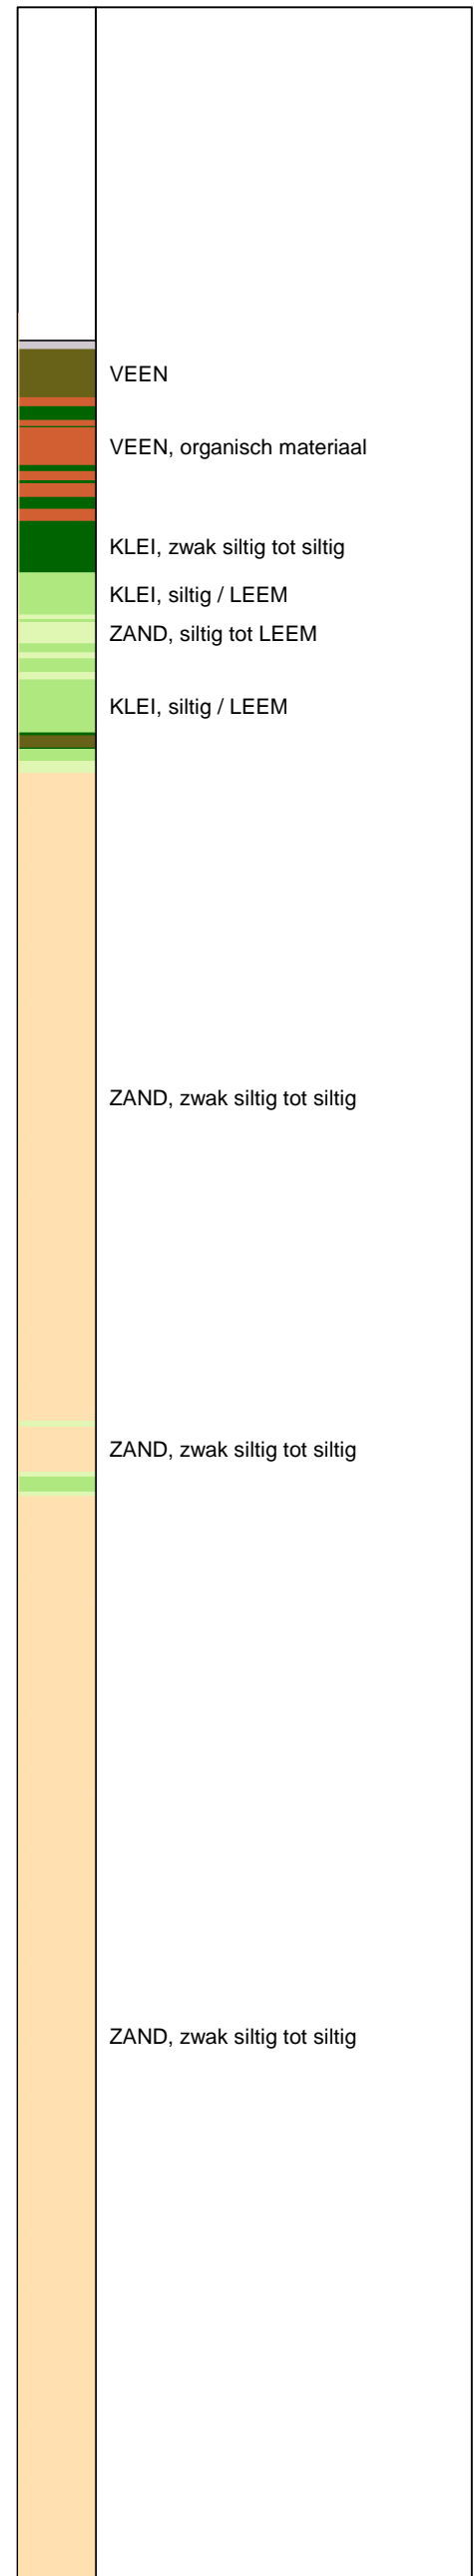 VEEN
VEEN, organisch materiaal
KLEI, zwak siltig tot siltig
KLEI, siltig / LEEM
ZAND, siltig tot LEEM
KLEI, siltig / LEEM
ZAND, zwak siltig tot siltig
ZAND, zwak siltig tot siltig
ZAND, zwak siltig tot siltig